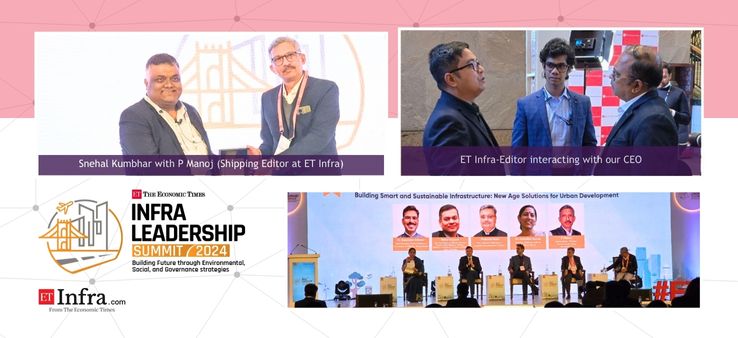 Snehal Kumbhar with P Manoj (Shipping Editor at ET Infra)
ET Infra-Editor interacting with our CEO
ET THE ECONOMIC TIMES
INFRA
LEADERSHIP
SUMMIT 2024
Building Future through Environmental,
Social, and Governance strategies
ET Infra.com
From The Economic Times
Building Smart and Sustainable Infrastructure: New Age Solutions for Urban Development